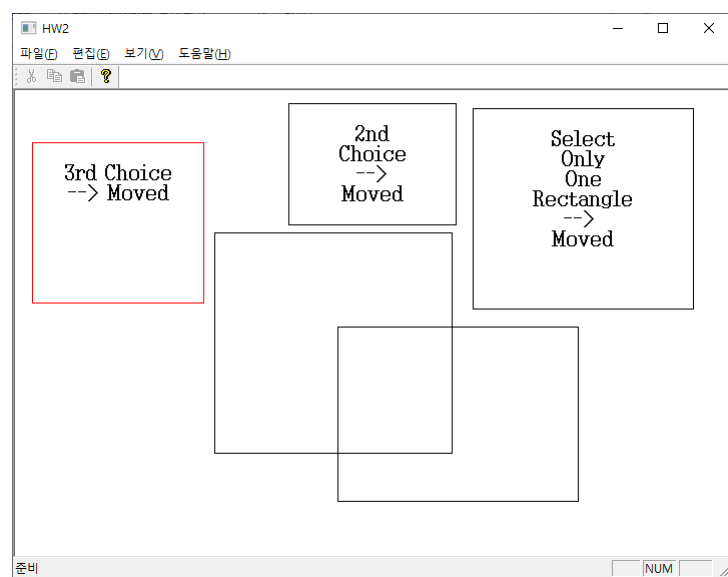 HW2
파일(F) 편집(E) 보기(V) 도움말(H)
3rd Choice
--> Moved
2nd
Choice
-->
Moved
Select
Only
One
Rectangle
-->
Moved
준비
NUM